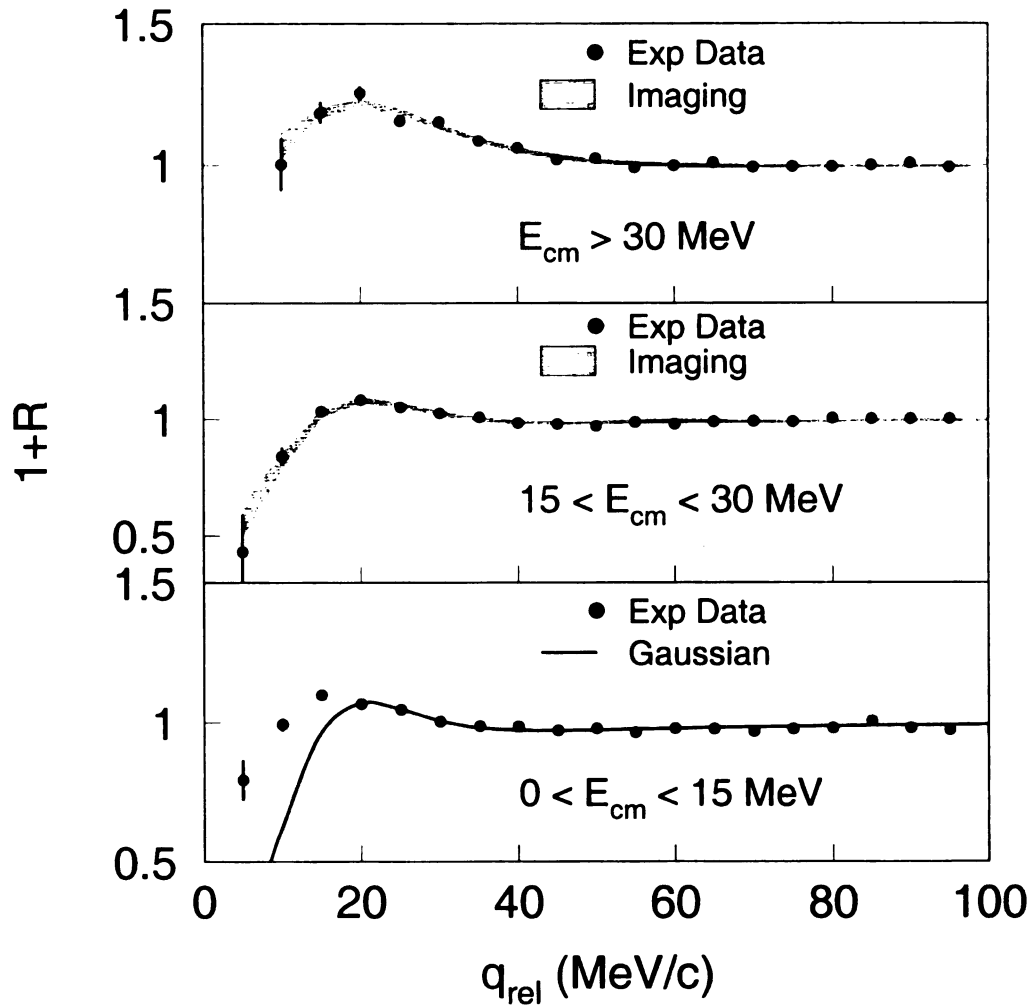 1.5
Exp Data
Imaging
1
E_cm > 30 MeV
1.5
Exp Data
Imaging
1
1+R
15 < E_cm < 30 MeV
0.5
1.5
Exp Data
Gaussian
1
0 < E_cm < 15 MeV
0.5
0 20 40 60 80 100
q_rel (MeV/c)